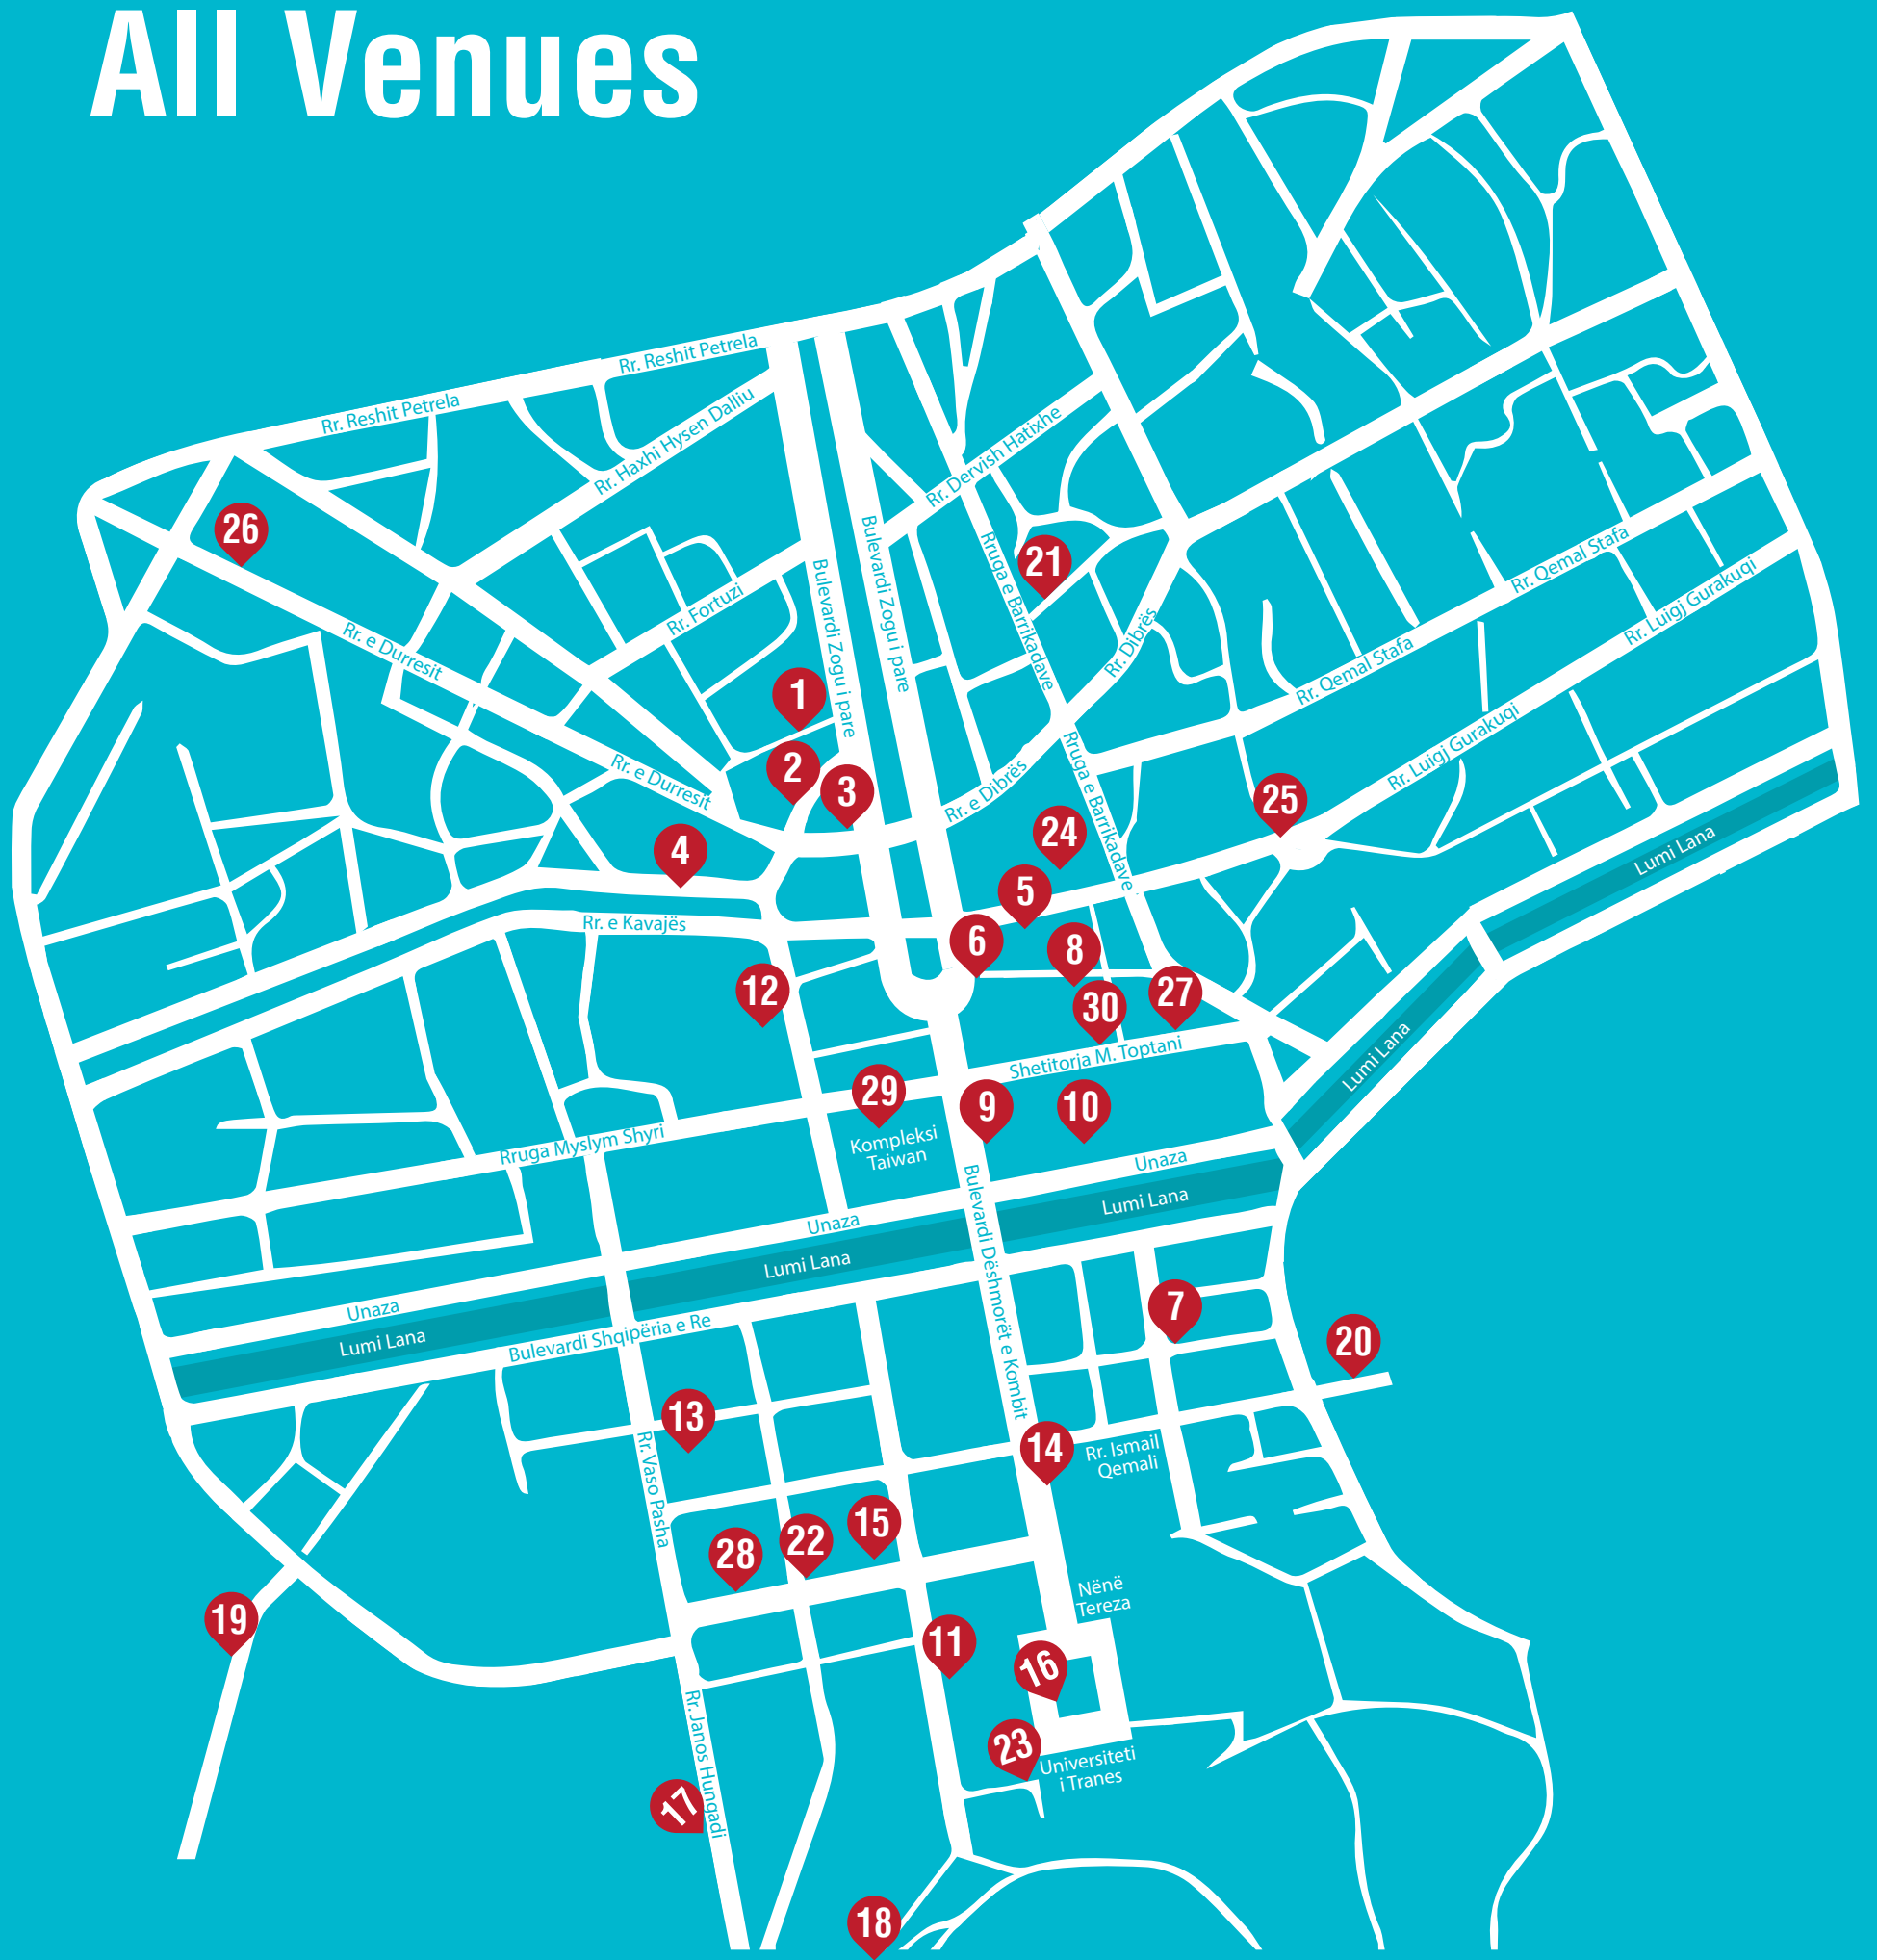 All Venues
Rr. Reshit Petrela
Rr. Reshit Petrela
Rr. Haxhi Hysen Dalliu
Rr. Dervish Hatixhe
26
21
Bulevardi Zogu i pare
Bulevardi Zogu i pare
Rruga e Barrikadave
Rr. Qemal Stafa
Rr. Luigj Gurakuqi
Rr. Fortuzi
Rr. e Durresit
Rr. Dibrës
Rr. Qemal Stafa
1
2
3
Rr. e Durresit
Rr. e Dibrës
Rruga e Barrikadave
Rr. Luigj Gurakuqi
25
24
4
5
Lumi Lana
Rr. e Kavajës
6
8
12
30
27
Shetitorja M. Toptani
Lumi Lana
29
9
10
Kompleksi
Taiwan
Rruga Myslym Shyri
Unaza
Lumi Lana
Unaza
Lumi Lana
Bulevardi Dëshmorët e Kombit
Unaza
Lumi Lana
Bulevardi Shqipëria e Re
7
20
13
14
Rr. Ismail
Qemali
Rr. Vaso Pasha
15
22
28
Nënë
Tereza
19
11
16
23
Universiteti
i Tranes
Rr. Janos Hunqadi
17
18